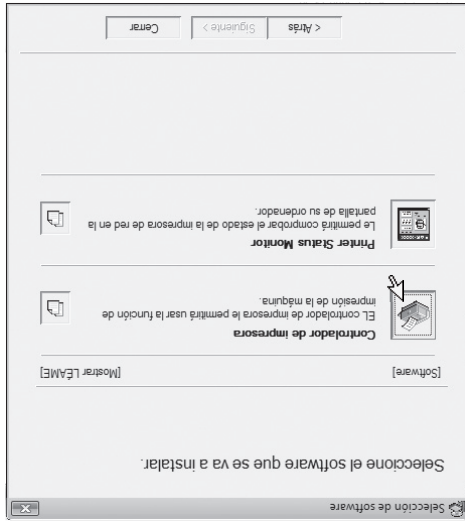 Selección de software
Seleccione el software que se va a instalar.
[Software] [Mostrar LÉAME]
Controlador de impresora
EL controlador de impresora le permitirá usar la función de
impresión de la máquina.
Printer Status Monitor
Le permitirá comprobar el estado de la impresora de red en la
pantalla de su ordenador.
< Atrás Siguiente > Cerrar